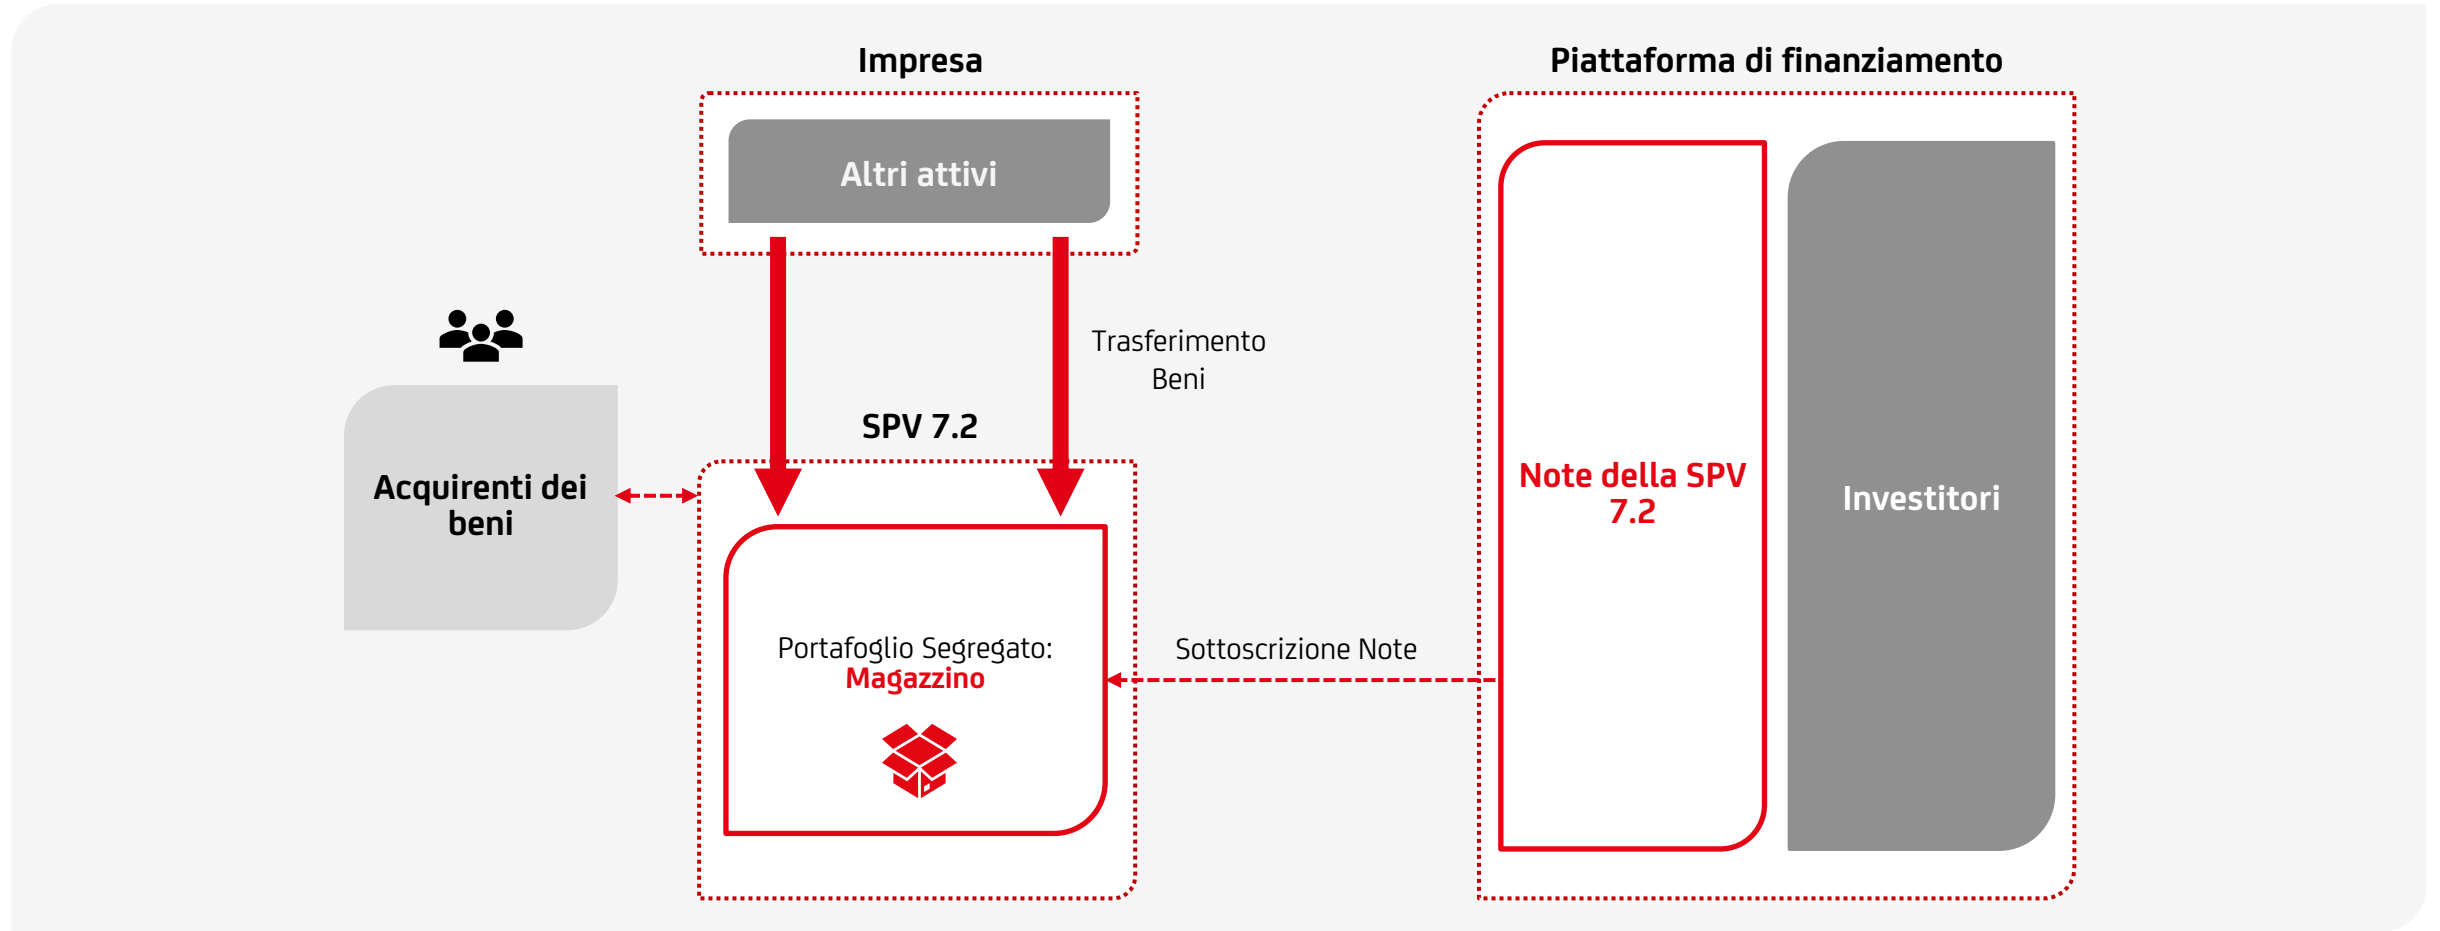 Impresa
Piattaforma di finanziamento
Altri attivi
Trasferimento
Beni
SPV 7.2
Acquirenti dei
beni
Note della SPV
7.2
Investitori
Portafoglio Segregato:
Magazzino
Sottoscrizione Note